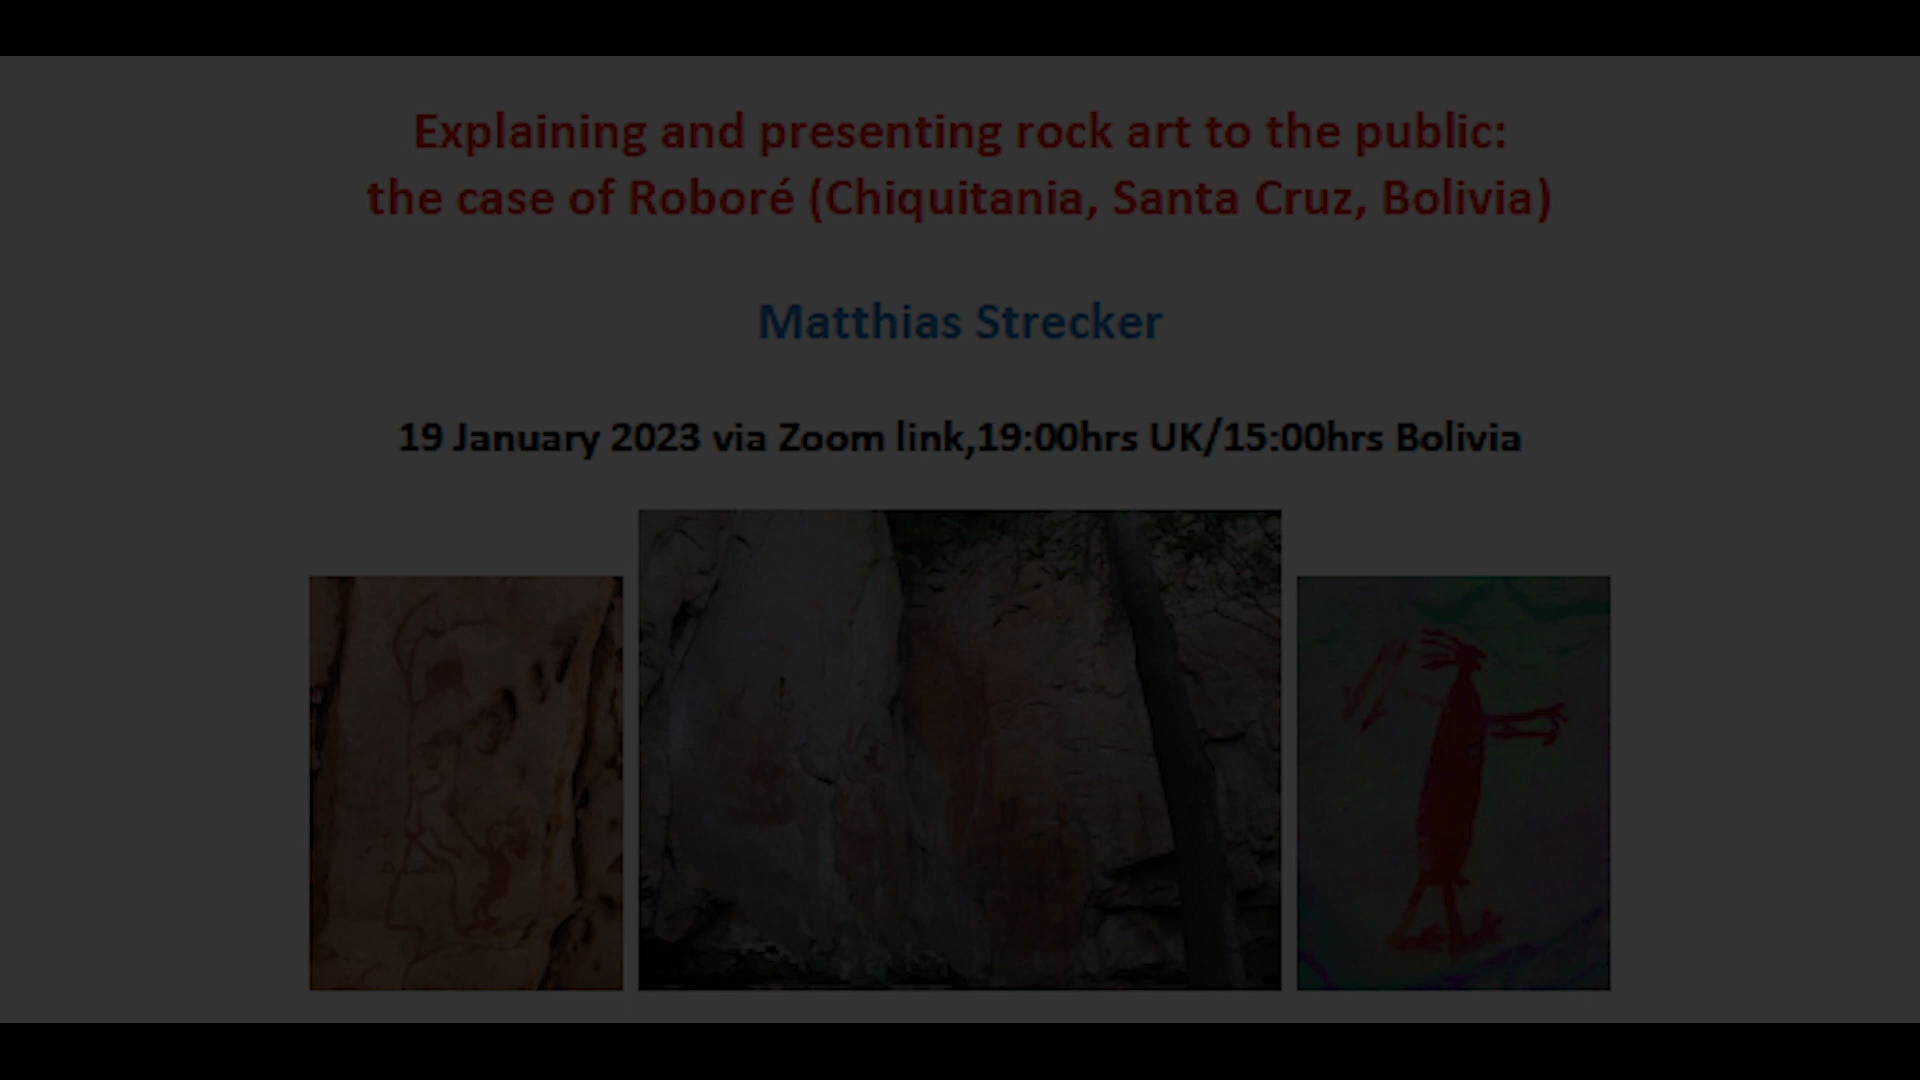 Explaining and presenting rock art to the public:
the case of Roboré (Chiquitania, Santa Cruz, Bolivia)
Matthias Strecker
19 January 2023 via Zoom link,19:00hrs UK/15:00hrs Bolivia